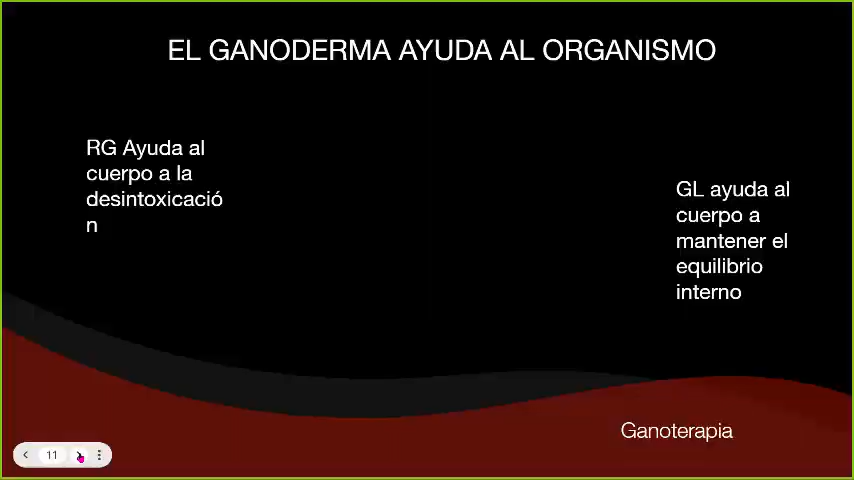 EL GANODERMA AYUDA AL ORGANISMO
RG Ayuda al
cuerpo a la
desintoxicació
n
GL ayuda al
cuerpo a
mantener el
equilibrio
interno
Ganoterapia
11